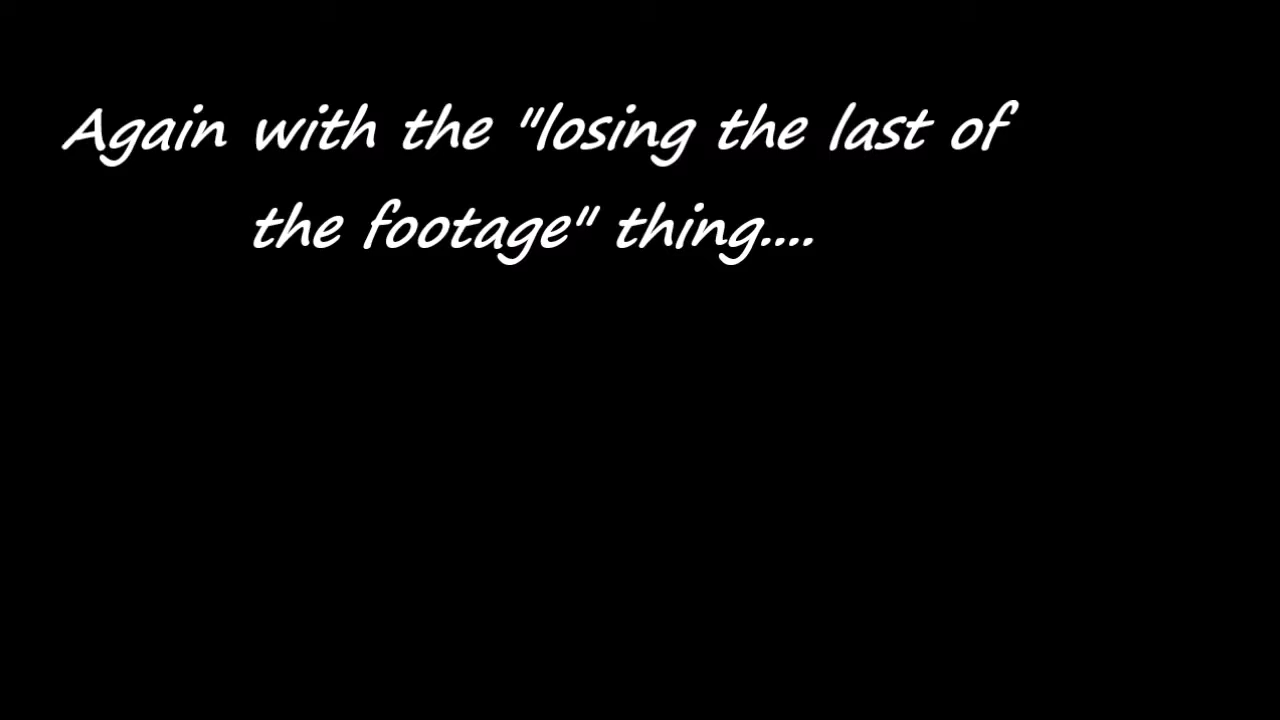 Again with the "losing the last of
the footage" thing....